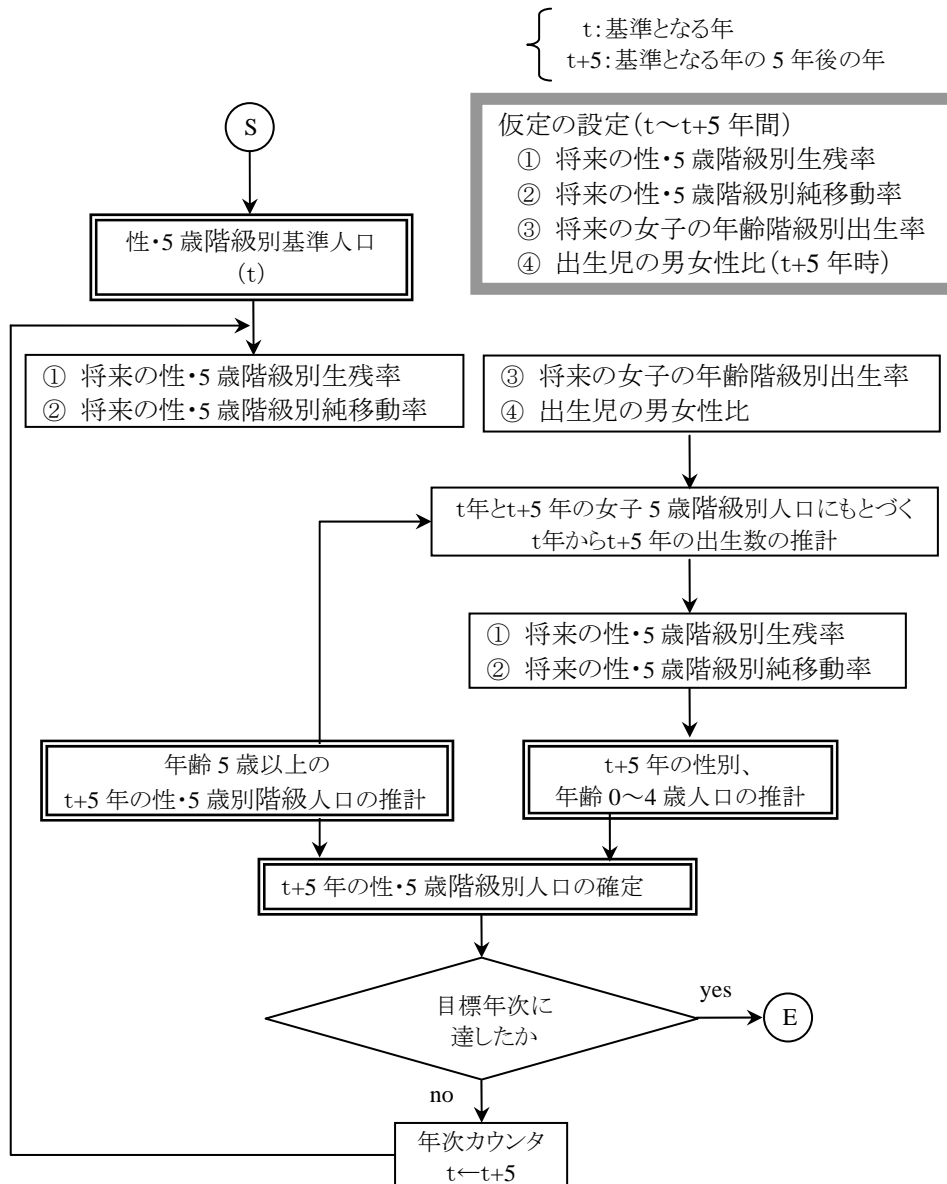 t:基準となる年
t+5:基準となる年の 5 年後の年
S
仮定の設定(t~t+5 年間)
① 将来の性・5 歳階級別生残率
② 将来の性・5 歳階級別純移動率
③ 将来の女子の年齢階級別出生率
④ 出生児の男女性比(t+5 年時)
性・5 歳階級別基準人口
(t)
① 将来の性・5 歳階級別生残率
② 将来の性・5 歳階級別純移動率
③ 将来の女子の年齢階級別出生率
④ 出生児の男女性比
t年とt+5 年の女子 5 歳階級別人口にもとづく
t年からt+5 年の出生数の推計
① 将来の性・5 歳階級別生残率
② 将来の性・5 歳階級別純移動率
年齢 5 歳以上の
t+5 年の性・5 歳別階級人口の推計
t+5 年の性別、
年齢 0~4 歳人口の推計
t+5 年の性・5 歳階級別人口の確定
目標年次に
達したか
yes
E
no
年次カウンタ
t←t+5